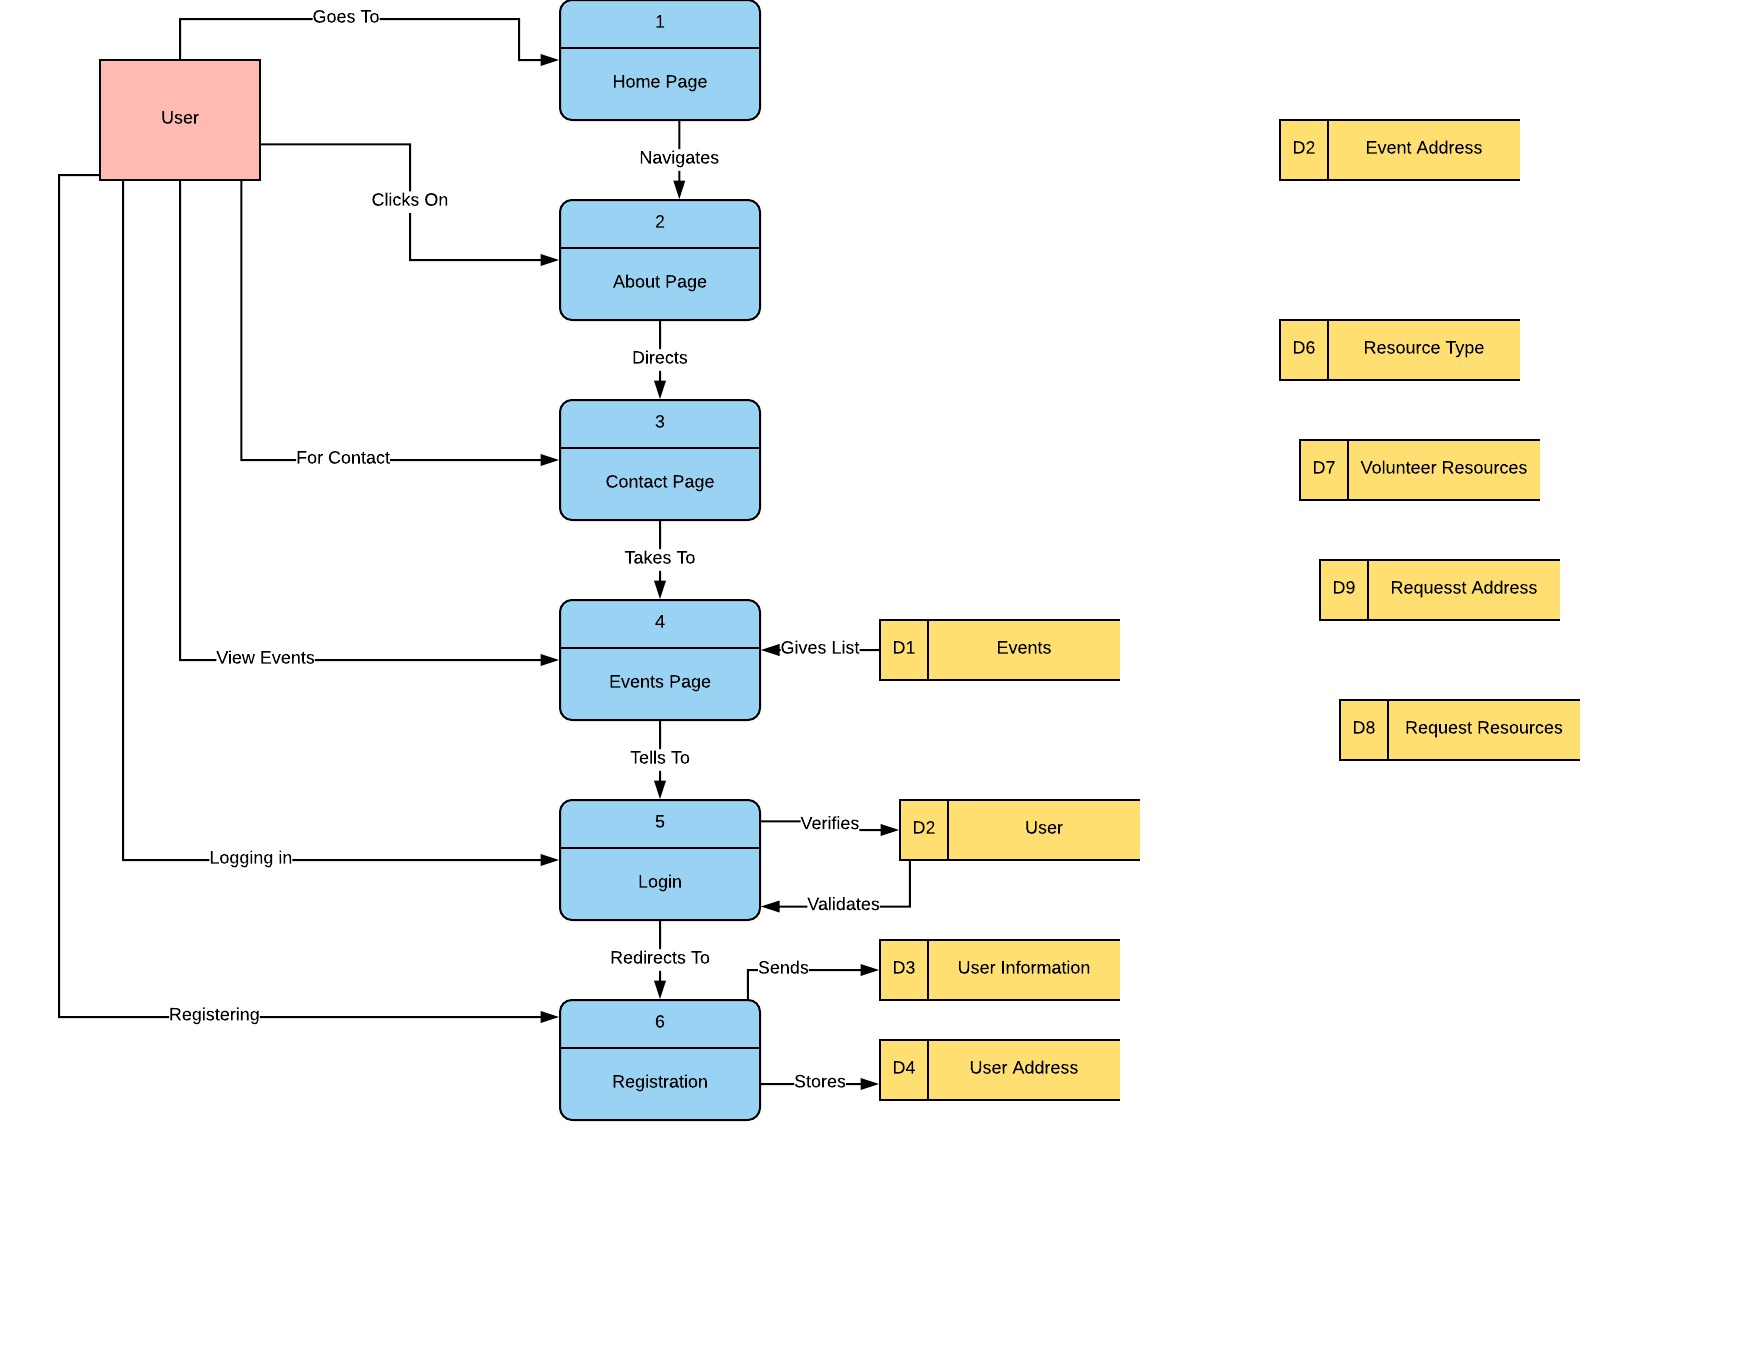 Goes To
1
Home Page
User
Navigates
D2
Event Address
Clicks On
2
About Page
Directs
D6
Resource Type
3
Contact Page
For Contact
D7
Volunteer Resources
Takes To
D9
Requesst Address
4
Events Page
View Events
Gives List
D1
Events
D8
Request Resources
Tells To
5
Login
Logging in
Verifies
D2
User
Validates
Redirects To
Sends
D3
User Information
Registering
6
Registration
Stores
D4
User Address